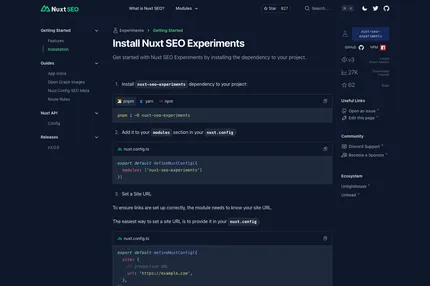 Nuxt SEO
What is Nuxt SEO?
Modules
Star 827
Search...
Getting Started
Features
Installation
Guides
App Icons
Open Graph Images
Nuxt Config SEO Meta
Route Rules
Nuxt API
Config
Releases
v3.0.0
Experiments > Getting Started
Install Nuxt SEO Experiments
Get started with Nuxt SEO Experiments by installing the dependency to your project.
1. Install nuxt-seo-experiments dependency to your project:
pnpm yarn npm
pnpm i -D nuxt-seo-experiments
2. Add it to your modules section in your nuxt.config:
nuxt.config.ts
export default defineNuxtConfig({
modules: ['nuxt-seo-experiments']
})
3. Set a Site URL
To ensure links are set up correctly, the module needs to know your site URL.
The easiest way to set a site URL is to provide it in your nuxt.config
nuxt.config.ts
export default defineNuxtConfig({
site: {
// production URL
url: 'https://example.com',
},
GITHUB
NPM
v3
27K
62
Useful Links
Open an issue
Edit this page
Community
Discord Support
Become a Sponsor
Ecosystem
Unlighthouse
Unhead